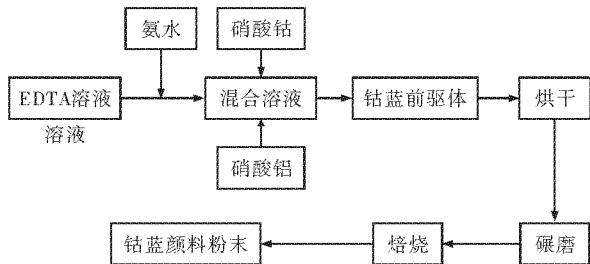 氨水
硝酸钴
EDTA溶液
溶液
混合溶液
钴蓝前驱体
烘干
硝酸铝
钴蓝颜料粉末
焙烧
碾磨